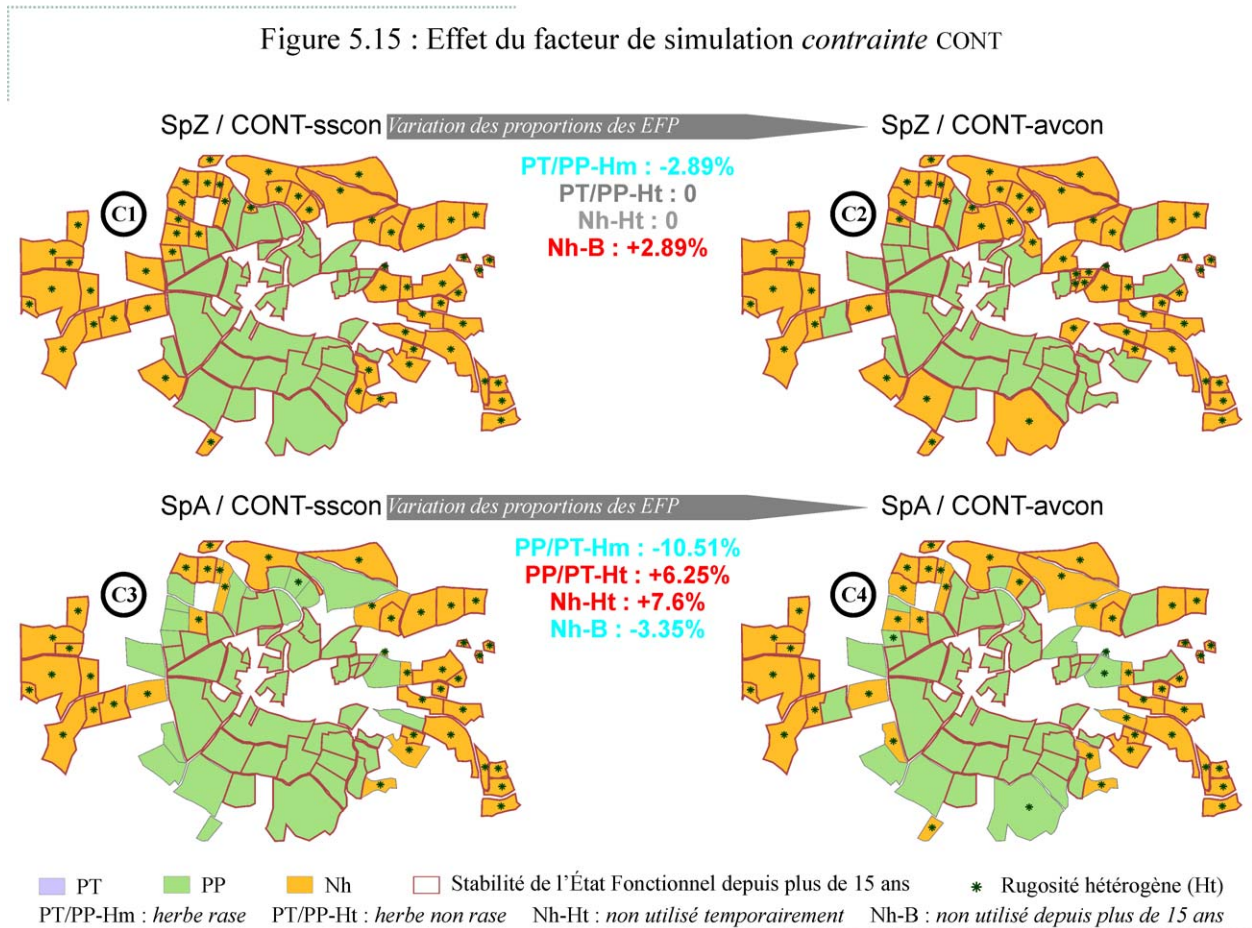 Figure 5.15 : Effet du facteur de simulation contrainte CONT
SpZ / CONT-sscon
Variation des proportions des EFP
SpZ / CONT-avcon
PT/PP-Hm : -2.89%
PT/PP-Ht : 0
Nh-Ht : 0
Nh-B : +2.89%
C1
C2
SpA / CONT-sscon
Variation des proportions des EFP
SpA / CONT-avcon
PP/PT-Hm : -10.51%
PP/PT-Ht : +6.25%
Nh-Ht : +7.6%
Nh-B : -3.35%
C3
C4
PT PP Nh Stabilité de l'État Fonctionnel depuis plus de 15 ans Rugosité hétérogène (Ht)
PT/PP-Hm : herbe rase PT/PP-Ht : herbe non rase Nh-Ht : non utilisé temporairement Nh-B : non utilisé depuis plus de 15 ans